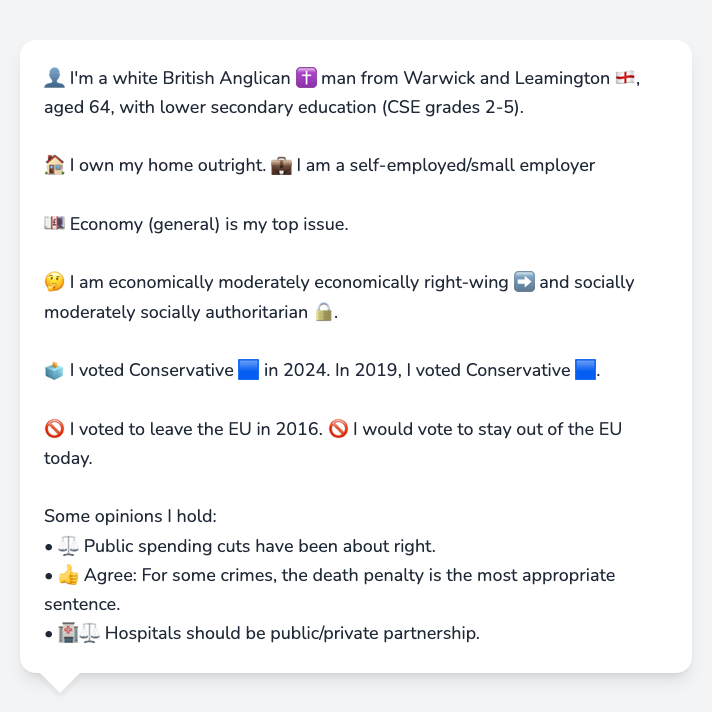 👤 I'm a white British Anglican ✝️ man from Warwick and Leamington 🏴󠁧󠁢󠁥󠁮󠁧󠁿,
aged 64, with lower secondary education (CSE grades 2-5).
🏠 I own my home outright. 💼 I am a self-employed/small employer
💷 Economy (general) is my top issue.
🤔 I am economically moderately economically right-wing ➡️ and socially
moderately socially authoritarian 🔒.
🗳️ I voted Conservative 🟦 in 2024. In 2019, I voted Conservative 🟦.
🚫 I voted to leave the EU in 2016. 🚫 I would vote to stay out of the EU
today.
Some opinions I hold:
• ⚖️ Public spending cuts have been about right.
• 👍 Agree: For some crimes, the death penalty is the most appropriate
sentence.
• 🏥⚖️ Hospitals should be public/private partnership.